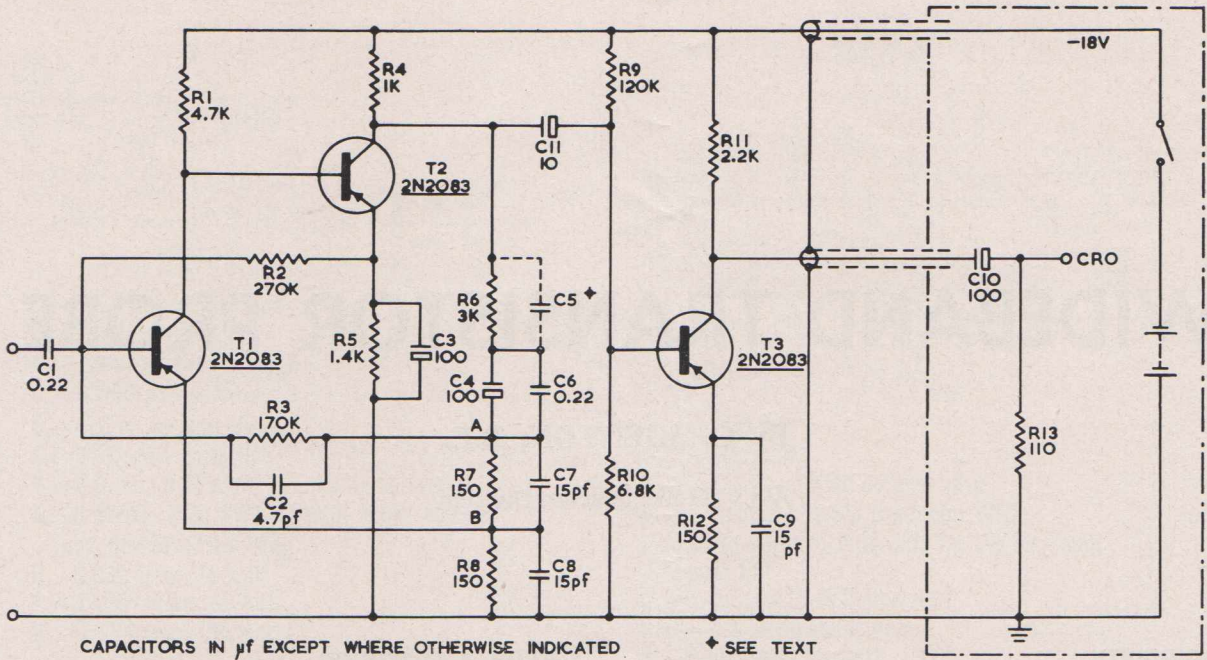 -18V
R1
4.7K
R4
1K
R9
120K
C11
10
R11
2.2K
T2
2N2083
R2
270K
R6
3K
C5
✦
C10
100
CRO
C1
0.22
T1
2N2083
R5
1.4K
C3
100
C4
100
C6
0.22
T3
2N2083
R3
170K
A
C2
4.7pf
R7
150
C7
15pf
R10
6.8K
R13
110
B
R8
150
C8
15pf
R12
150
C9
15
pf
CAPACITORS IN µf EXCEPT WHERE OTHERWISE INDICATED
✦ SEE TEXT